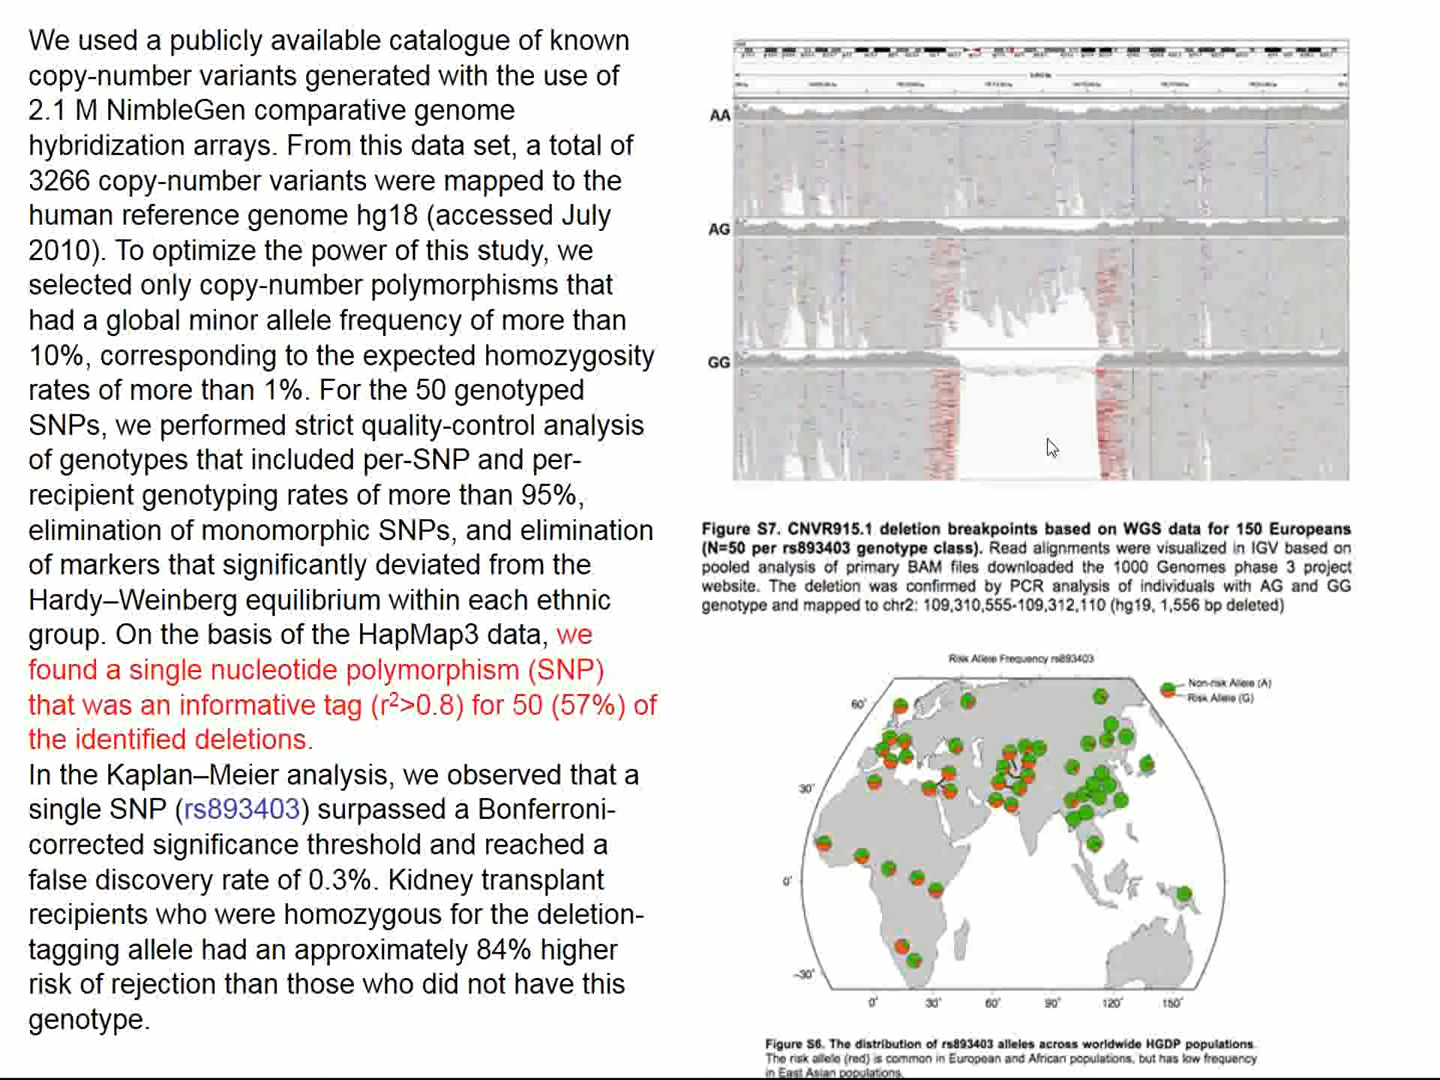 We used a publicly available catalogue of known
copy-number variants generated with the use of
2.1 M NimbleGen comparative genome
hybridization arrays. From this data set, a total of
3266 copy-number variants were mapped to the
human reference genome hg18 (accessed July
2010). To optimize the power of this study, we
selected only copy-number polymorphisms that
had a global minor allele frequency of more than
10%, corresponding to the expected homozygosity
rates of more than 1%. For the 50 genotyped
SNPs, we performed strict quality-control analysis
of genotypes that included per-SNP and per-
recipient genotyping rates of more than 95%,
elimination of monomorphic SNPs, and elimination
of markers that significantly deviated from the
Hardy–Weinberg equilibrium within each ethnic
group. On the basis of the HapMap3 data, we
found a single nucleotide polymorphism (SNP)
that was an informative tag (r²>0.8) for 50 (57%) of
the identified deletions.
In the Kaplan–Meier analysis, we observed that a
single SNP (rs893403) surpassed a Bonferroni-
corrected significance threshold and reached a
false discovery rate of 0.3%. Kidney transplant
recipients who were homozygous for the deletion-
tagging allele had an approximately 84% higher
risk of rejection than those who did not have this
genotype.
AA
AG
GG
Figure S7. CNVR915.1 deletion breakpoints based on WGS data for 150 Europeans
(N=50 per rs893403 genotype class). Read alignments were visualized in IGV based on
pooled analysis of primary BAM files downloaded the 1000 Genomes phase 3 project
website. The deletion was confirmed by PCR analysis of individuals with AG and GG
genotype and mapped to chr2: 109,310,555-109,312,110 (hg19, 1,556 bp deleted)
Risk Allele Frequency rs893403
Non-risk Allele (A)
Risk Allele (G)
60°
30°
0°
-30°
0° 30° 60° 90° 120° 150°
Figure S6. The distribution of rs893403 alleles across worldwide HGDP populations.
The risk allele (red) is common in European and African populations, but has low frequency
in East Asian populations.